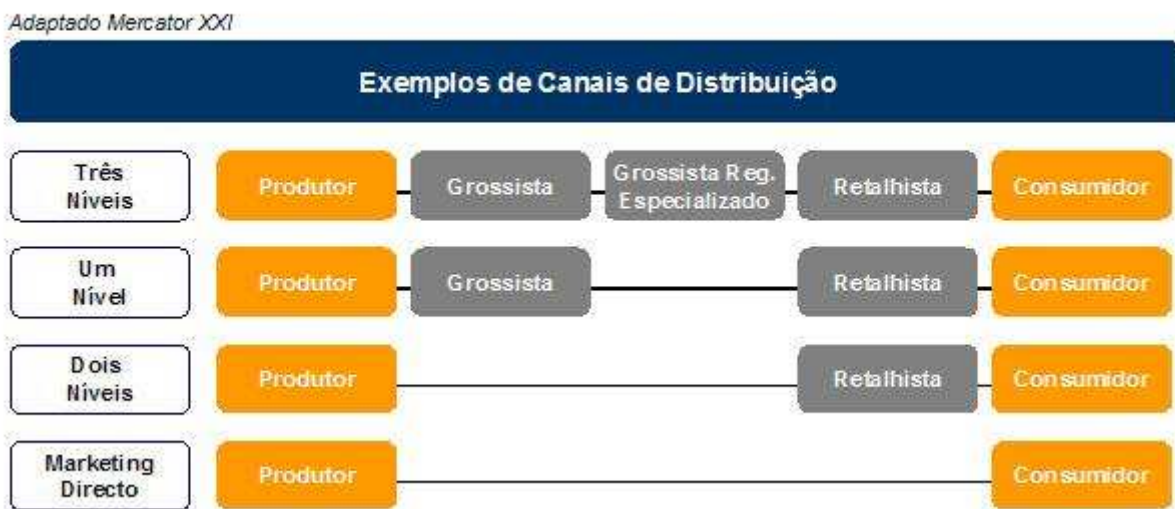 Adaptado Mercator XXI
Exemplos de Canais de Distribuição
Três
Níveis
Produtor
Grossista
Grossista Reg.
Especializado
Retalhista
Consumidor
Um
Nível
Produtor
Grossista
Retalhista
Consumidor
Dois
Níveis
Produtor
Retalhista
Consumidor
Marketing
Directo
Produtor
Consumidor